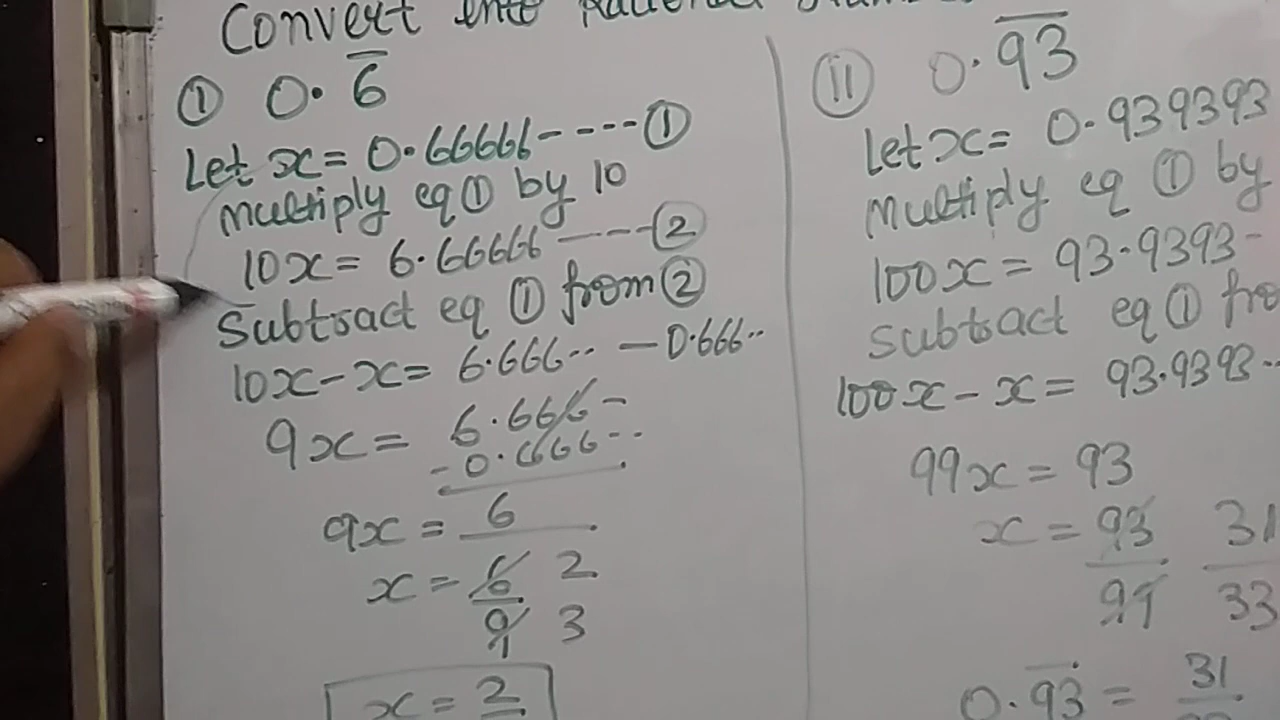 Convert into Rational
① 0.6̅
Let x = 0.66666-----①
Multiply eq ① by 10
10x = 6.66666-----②
Subtract eq ① from ②
10x - x = 6.666.. - 0.666..
9x = 6.666-
-0.666--
9x = 6
x = 6 2
9 3
x = 2
II 0.9̅3̅
Let x = 0.939393
Multiply eq ① by
100x = 93.9393-
Subtract eq ①
100x - x = 93.9393..
99x = 93
x = 93 31
99 33
0.9̅3̅ = 31